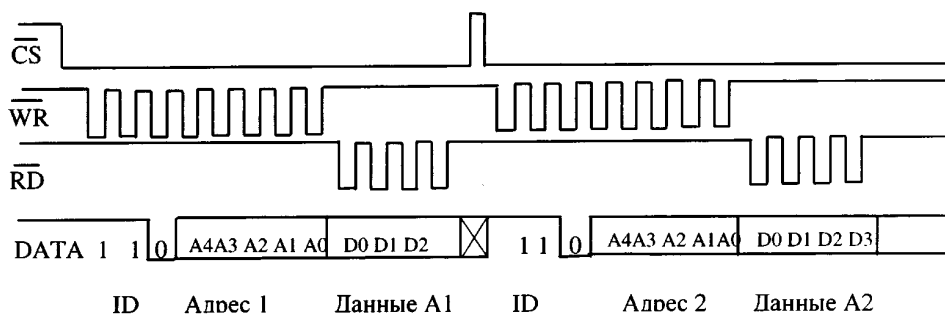 CS
WR
RD
DATA 1 1 0 A4A3 A2 A1 A0 D0 D1 D2 1 1 0 A4A3 A2 A1A0 D0 D1 D2 D3
ID Адрес 1 Данные А1 ID Адрес 2 Данные А2